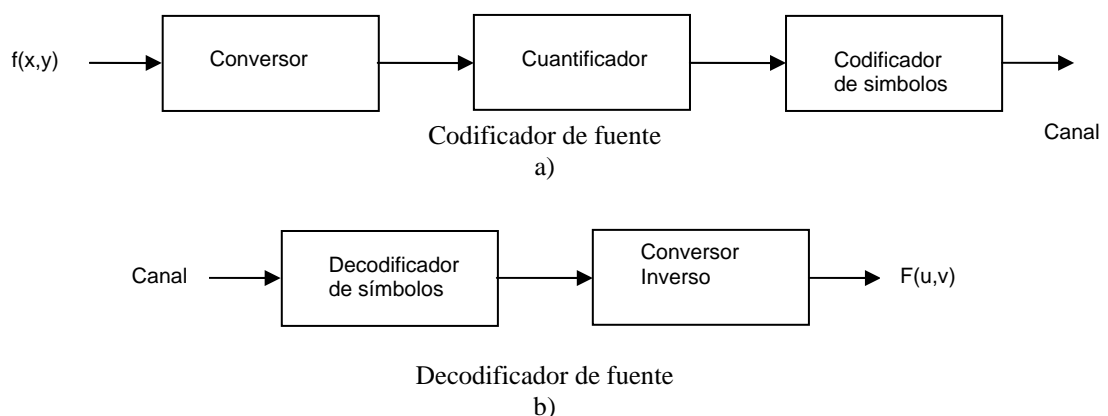 f(x,y)
Conversor
Cuantificador
Codificador
de simbolos
Canal
Codificador de fuente
a)
Canal
Decodificador
de símbolos
Conversor
Inverso
F(u,v)
Decodificador de fuente
b)